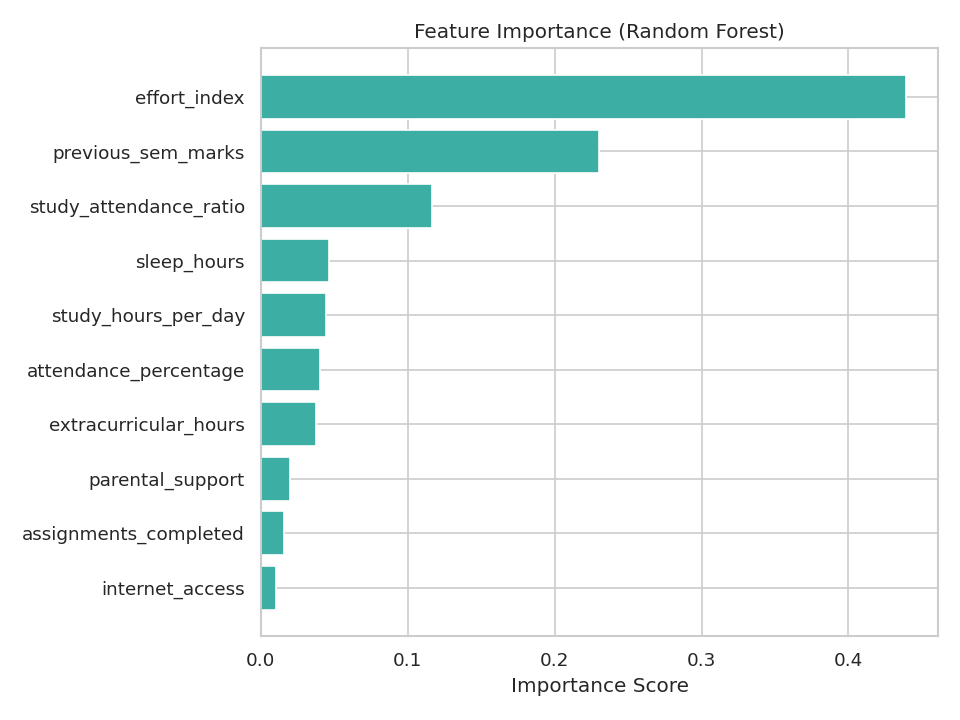 Feature Importance (Random Forest)
effort_index
previous_sem_marks
study_attendance_ratio
sleep_hours
study_hours_per_day
attendance_percentage
extracurricular_hours
parental_support
assignments_completed
internet_access
0.0 0.1 0.2 0.3 0.4
Importance Score